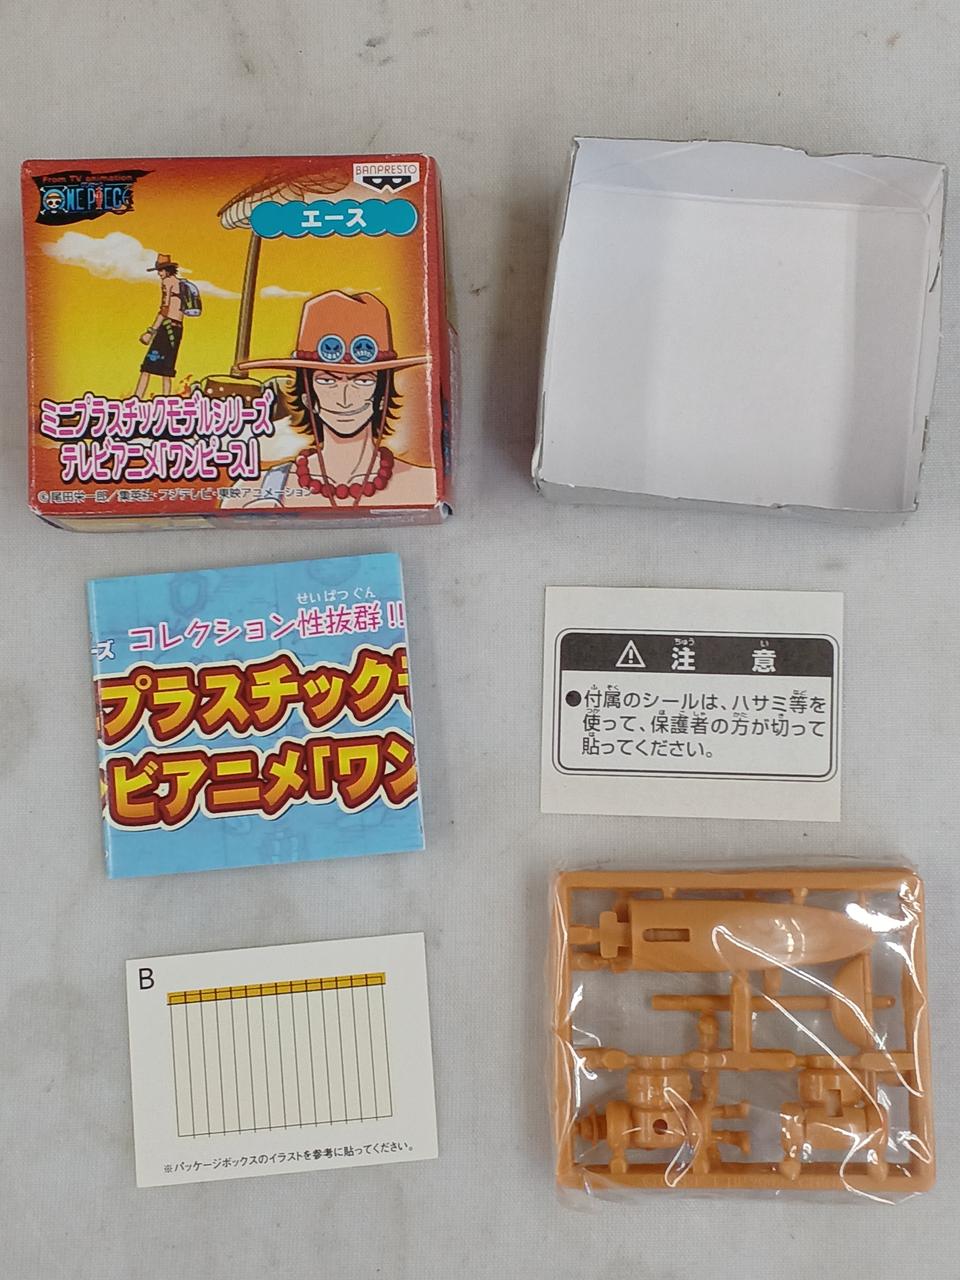 From TV animation
ONE PIECE
BANPRESTO
エース
ミニプラスチックモデルシリーズ
テレビアニメ「ワンピース」
©尾田栄一郎／集英社・フジテレビ・東映アニメーション
せいばつぐん
コレクション性抜群!!
ーズ
プラスチックモ
ビアニメ「ワン
ちゅう い
⚠ 注 意
ふ ぞく など
●付属のシールは、ハサミ等を
つか ほ ご しゃ かた き
使って、保護者の方が切って
は
貼ってください。
B
※パッケージボックスのイラストを参考に貼ってください。